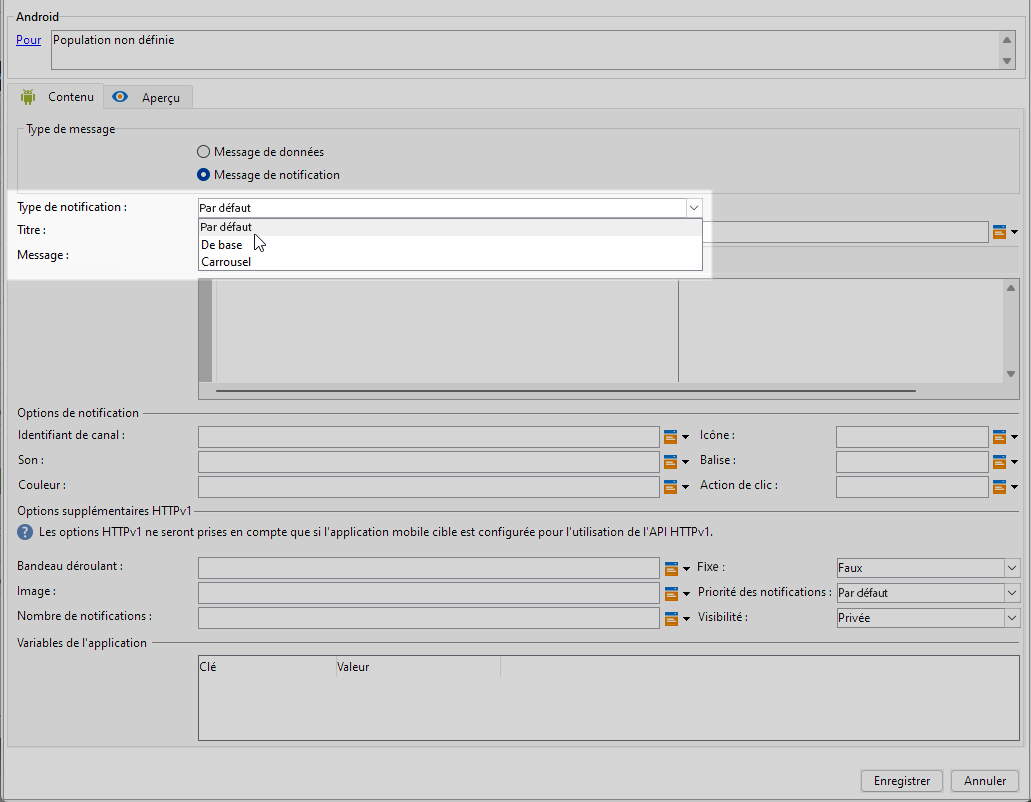 Android
Pour Population non définie
Contenu Aperçu
Type de message
Message de données
Message de notification
Type de notification : Par défaut
Par défaut
Titre :
De base
Message :
Carrousel
Options de notification
Identifiant de canal : Icône :
Son : Balise :
Couleur : Action de clic :
Options supplémentaires HTTPv1
? Les options HTTPv1 ne seront prises en compte que si l'application mobile cible est configurée pour l'utilisation de l'API HTTPv1.
Bandeau déroulant : Fixe : Faux
Image : Priorité des notifications : Par défaut
Nombre de notifications : Visibilité : Privée
Variables de l'application
Clé Valeur
Enregistrer Annuler